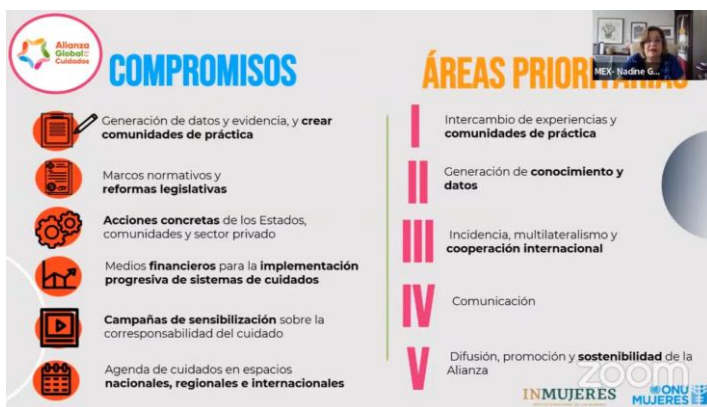 Alianza
Global de
Cuidados
COMPROMISOS
ÁREAS PRIORITARIAS
MEX- Nadine G...
Generación de datos y evidencia, y crear
comunidades de práctica
Marcos normativos y
reformas legislativas
Acciones concretas de los Estados,
comunidades y sector privado
Medios financieros para la implementación
progresiva de sistemas de cuidados
Campañas de sensibilización sobre la
corresponsabilidad del cuidado
Agenda de cuidados en espacios
nacionales, regionales e internacionales
I
Intercambio de experiencias y
comunidades de práctica
II
Generación de conocimiento y
datos
III
Incidencia, multilateralismo y
cooperación internacional
IV
Comunicación
V
Difusión, promoción y sostenibilidad de la
Alianza
zoom
INMUJERES
ONU
MUJERES